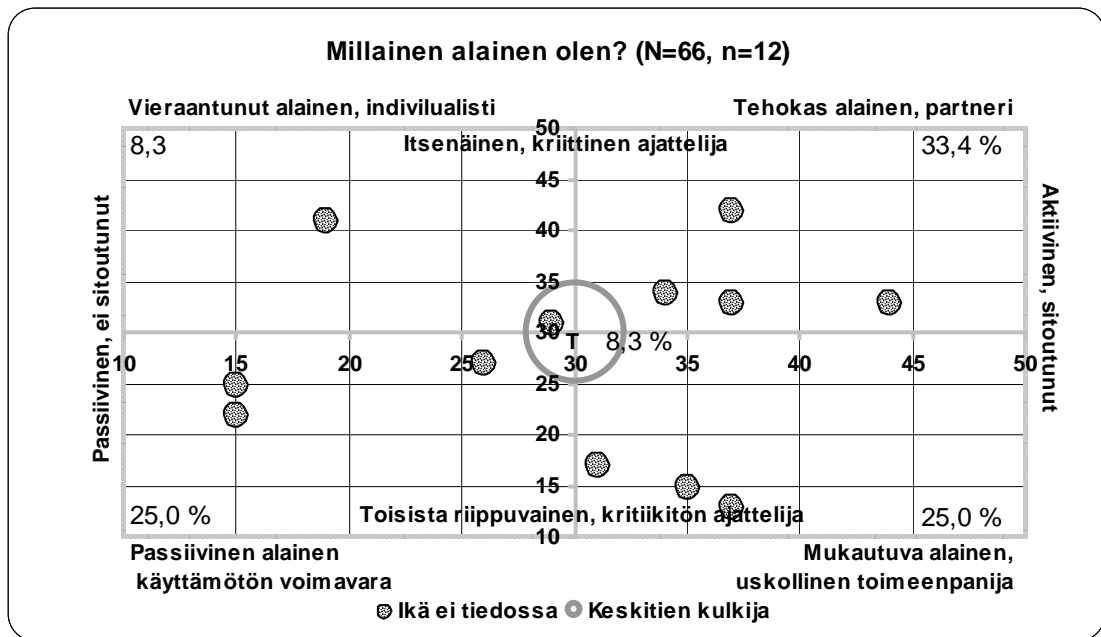 Millainen alainen olen? (N=66, n=12)
Vieraantunut alainen, indivilualisti
Tehokas alainen, partneri
8,3
50
Itsenäinen, kriittinen ajattelija
33,4 %
45
40
35
30
T
8,3 %
10 15 20 25 30 35 40 45 50
25
20
15
25,0 %
Toisista riippuvainen, kritiikitön ajattelija
25,0 %
10
Passiivinen, ei sitoutunut
Aktiivinen, sitoutunut
Passiivinen alainen
käyttämötön voimavara
Mukautuva alainen,
uskollinen toimeenpanija
Ikä ei tiedossa
Keskitien kulkija